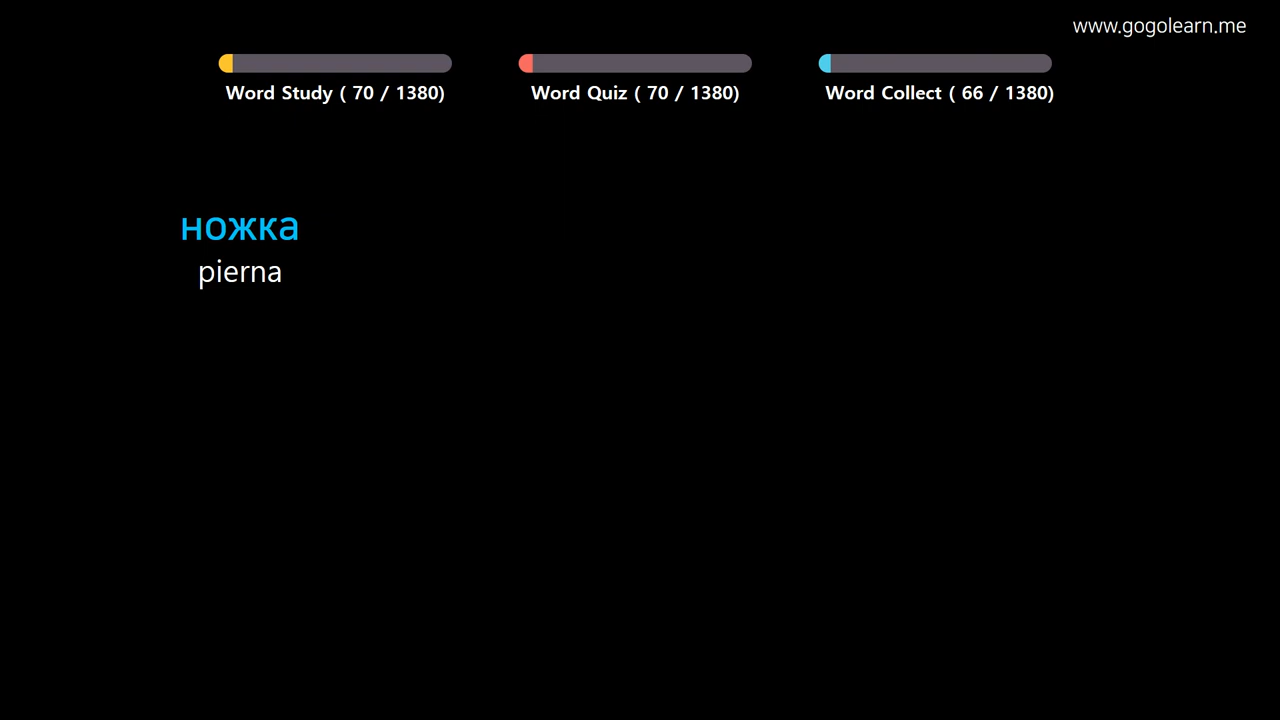 www.gogolearn.me
Word Study ( 70 / 1380)
Word Quiz ( 70 / 1380)
Word Collect ( 66 / 1380)
ножка
pierna